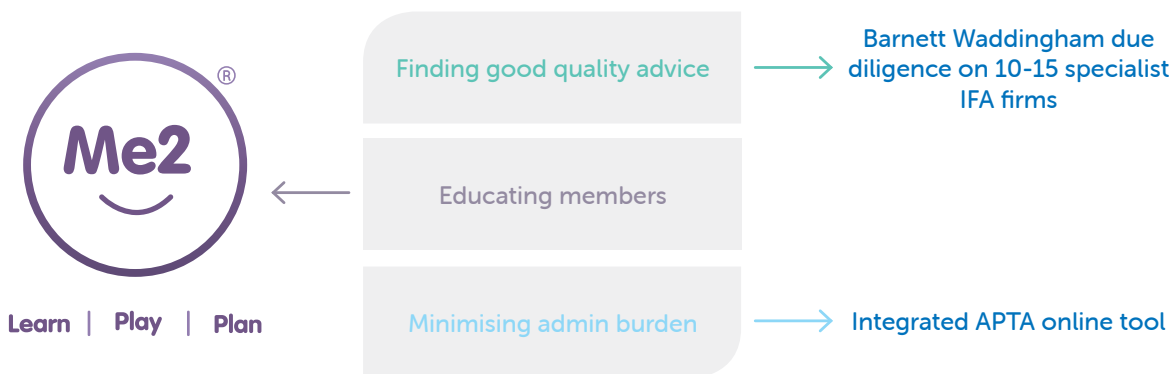 Me2
®
Learn | Play | Plan
Finding good quality advice
Barnett Waddingham due
diligence on 10-15 specialist
IFA firms
Educating members
Minimising admin burden
Integrated APTA online tool